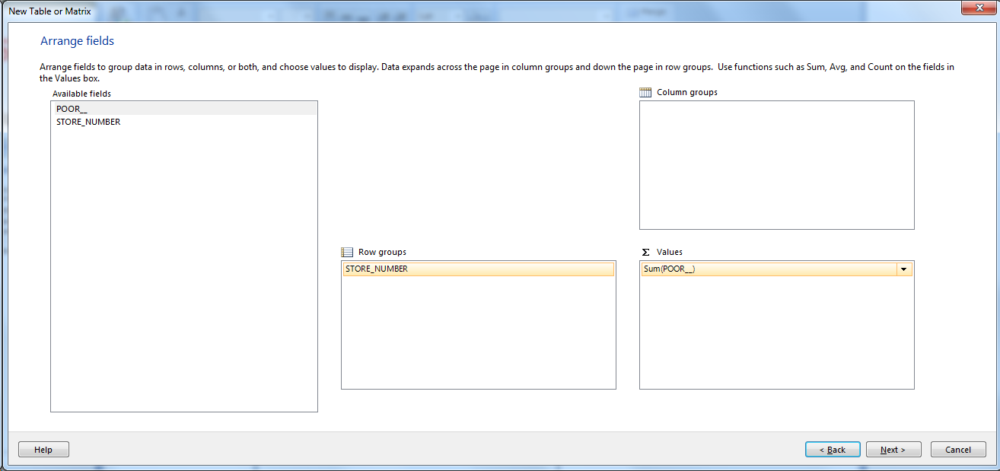 New Table or Matrix
Arrange fields
Arrange fields to group data in rows, columns, or both, and choose values to display. Data expands across the page in column groups and down the page in row groups.  Use functions such as Sum, Avg, and Count on the fields in
the Values box.
Available fields
POOR__
STORE_NUMBER
Column groups
Row groups
STORE_NUMBER
Σ Values
Sum(POOR__)
Help
< Back
Next >
Cancel